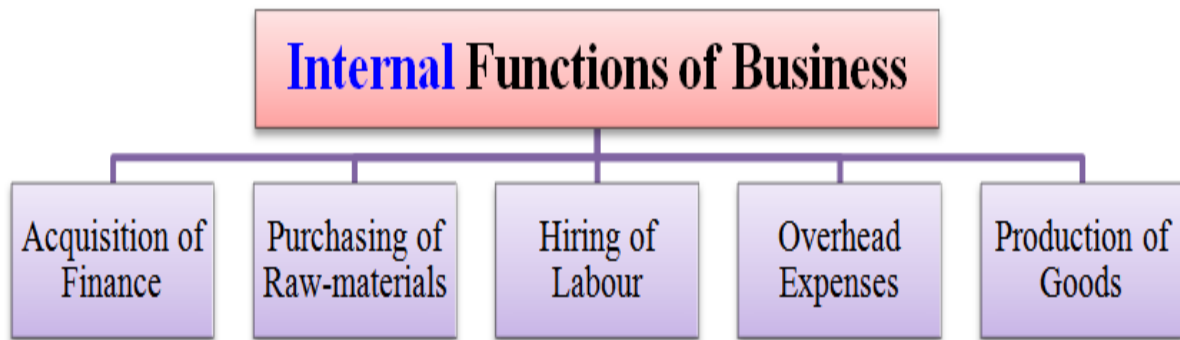 Internal Functions of Business
Acquisition of
Finance
Purchasing of
Raw-materials
Hiring of
Labour
Overhead
Expenses
Production of
Goods